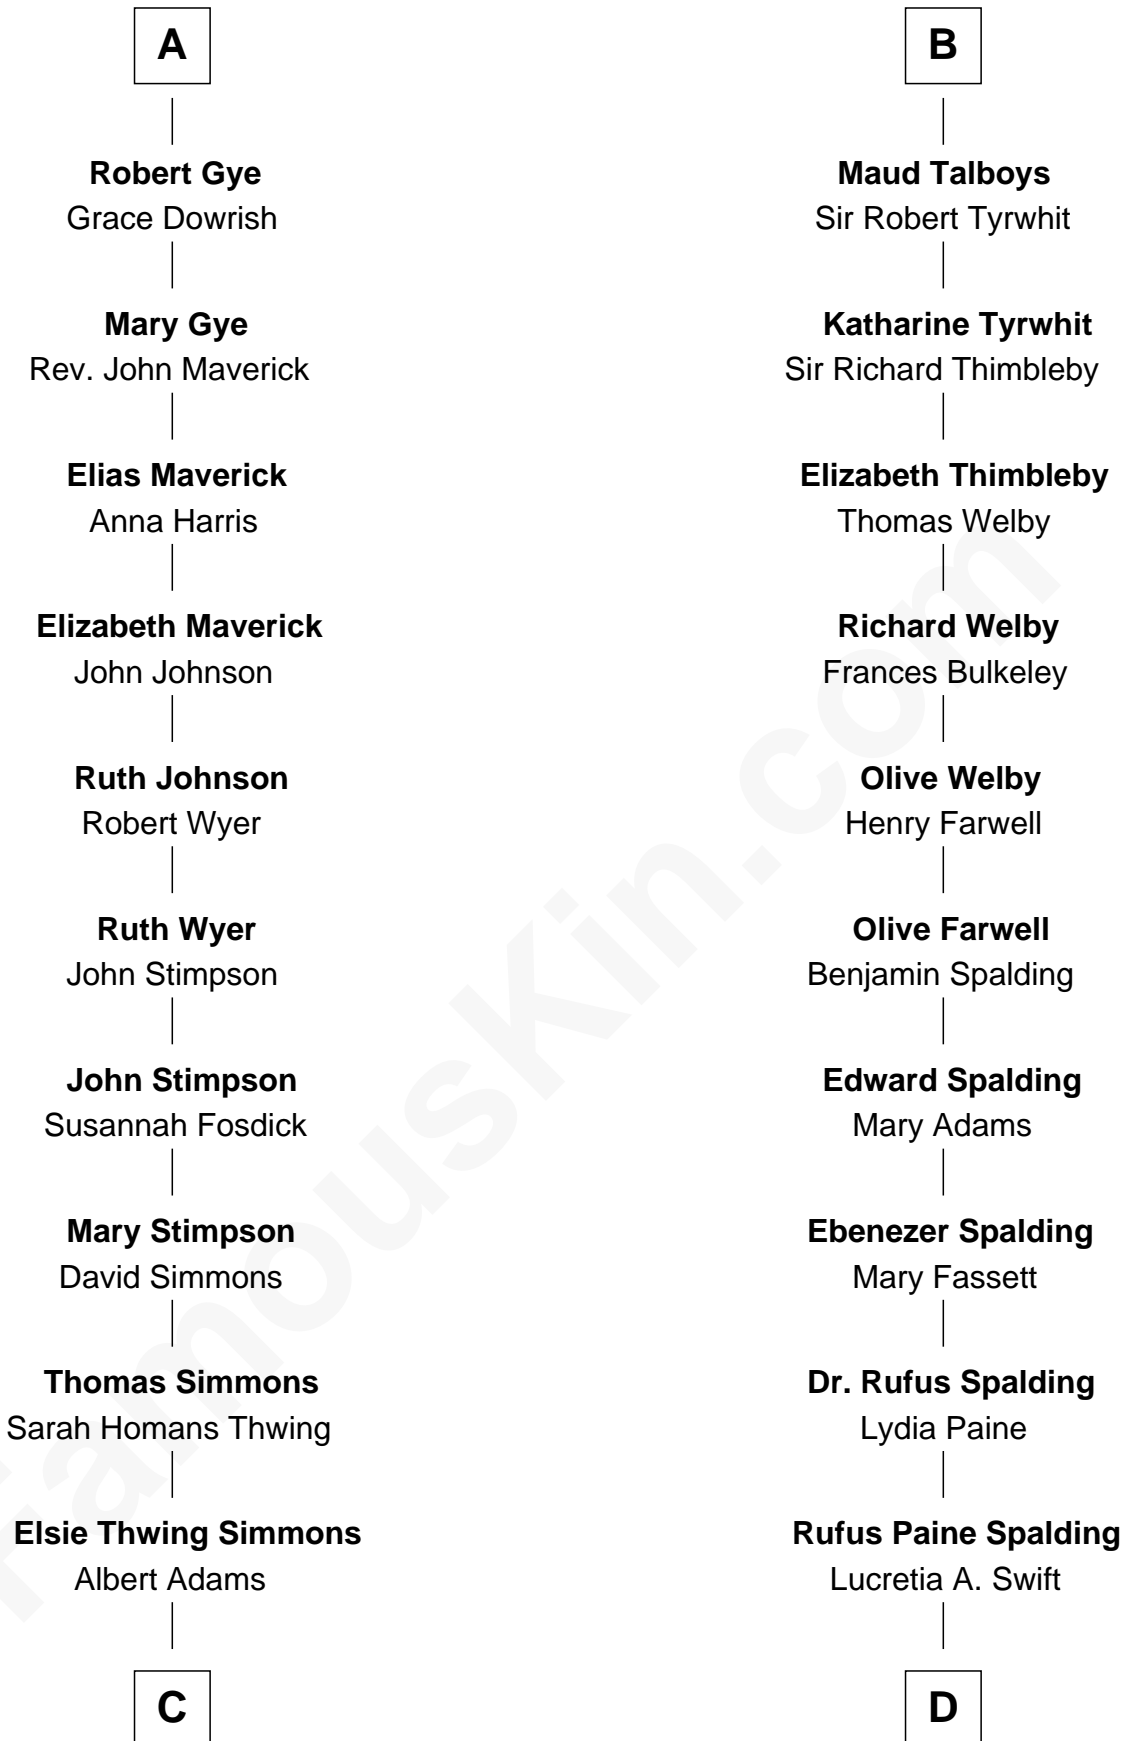 A
Robert Gye
Grace Dowrish
Mary Gye
Rev. John Maverick
Elias Maverick
Anna Harris
Elizabeth Maverick
John Johnson
Ruth Johnson
Robert Wyer
Ruth Wyer
John Stimpson
John Stimpson
Susannah Fosdick
Mary Stimpson
David Simmons
Thomas Simmons
Sarah Homans Thwing
Elsie Thwing Simmons
Albert Adams
C
B
Maud Talboys
Sir Robert Tyrwhit
Katharine Tyrwhit
Sir Richard Thimbleby
Elizabeth Thimbleby
Thomas Welby
Richard Welby
Frances Bulkeley
Olive Welby
Henry Farwell
Olive Farwell
Benjamin Spalding
Edward Spalding
Mary Adams
Ebenezer Spalding
Mary Fassett
Dr. Rufus Spalding
Lydia Paine
Rufus Paine Spalding
Lucretia A. Swift
D
FamousKin.com